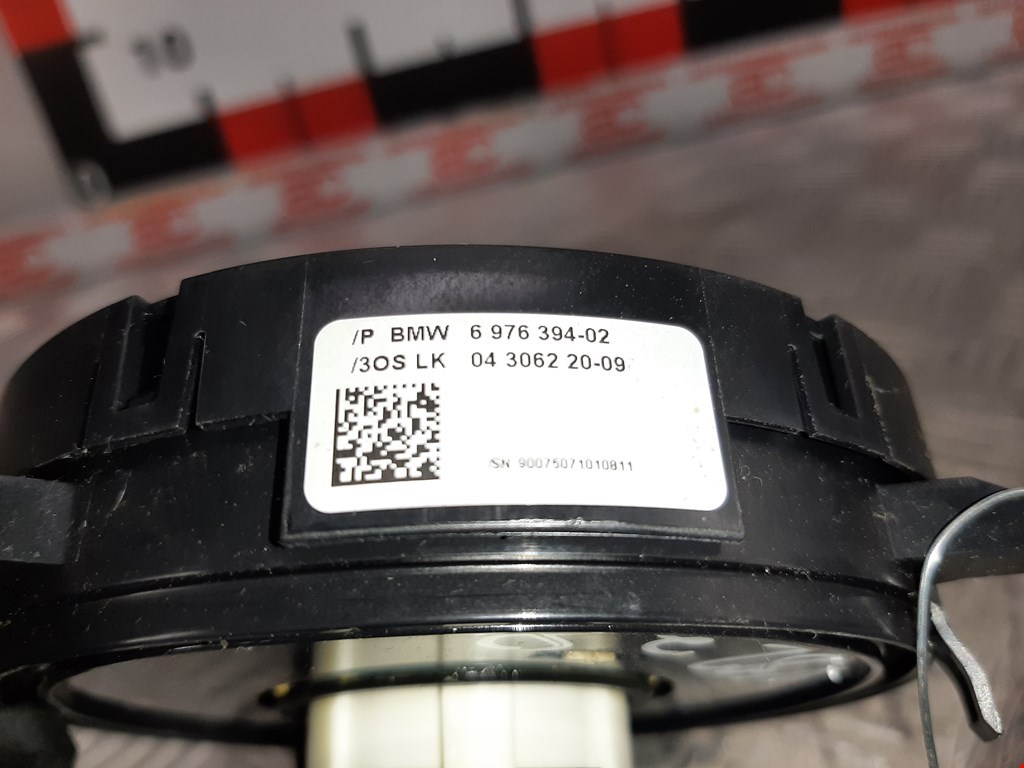 10
/P BMW 6 976 394-02
/3OS LK 04 3062 20-09
/SN 90075071010811